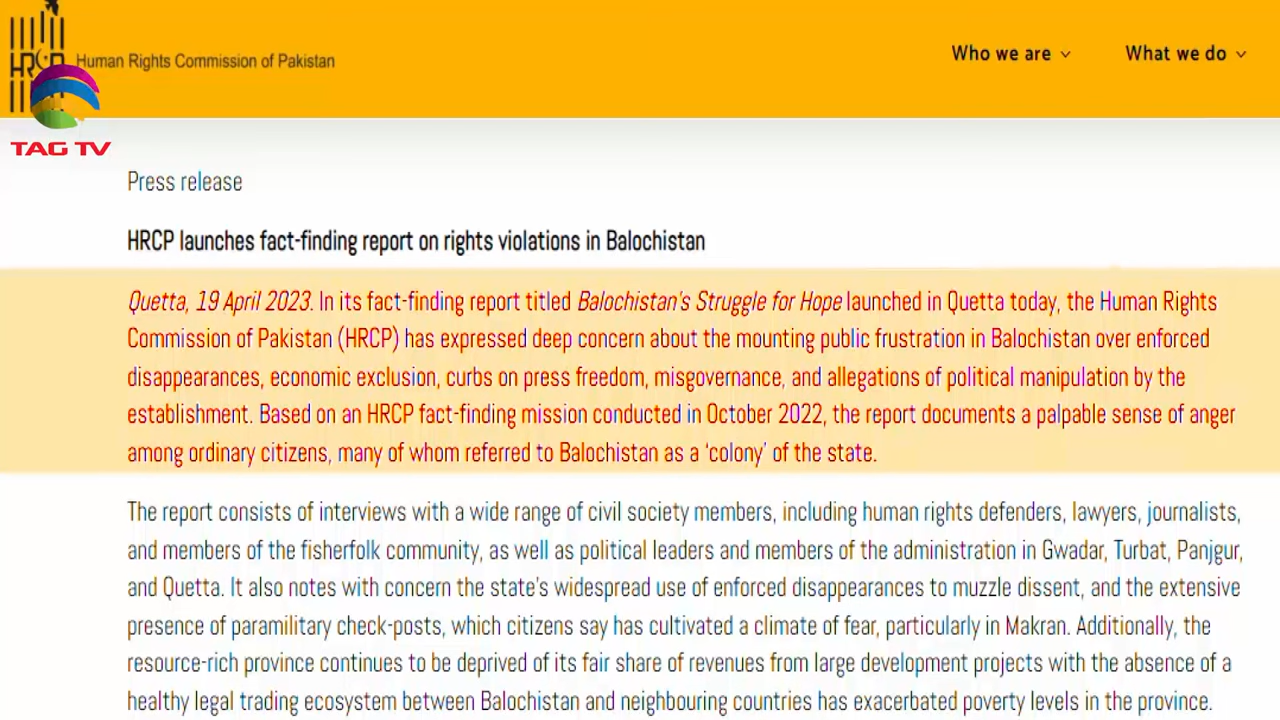 HRCP
Human Rights Commission of Pakistan
Who we are
What we do
TAG TV
Press release
HRCP launches fact-finding report on rights violations in Balochistan
Quetta, 19 April 2023. In its fact-finding report titled Balochistan's Struggle for Hope launched in Quetta today, the Human Rights
Commission of Pakistan (HRCP) has expressed deep concern about the mounting public frustration in Balochistan over enforced
disappearances, economic exclusion, curbs on press freedom, misgovernance, and allegations of political manipulation by the
establishment. Based on an HRCP fact-finding mission conducted in October 2022, the report documents a palpable sense of anger
among ordinary citizens, many of whom referred to Balochistan as a ‘colony’ of the state.
The report consists of interviews with a wide range of civil society members, including human rights defenders, lawyers, journalists,
and members of the fisherfolk community, as well as political leaders and members of the administration in Gwadar, Turbat, Panjgur,
and Quetta. It also notes with concern the state's widespread use of enforced disappearances to muzzle dissent, and the extensive
presence of paramilitary check-posts, which citizens say has cultivated a climate of fear, particularly in Makran. Additionally, the
resource-rich province continues to be deprived of its fair share of revenues from large development projects with the absence of a
healthy legal trading ecosystem between Balochistan and neighbouring countries has exacerbated poverty levels in the province.